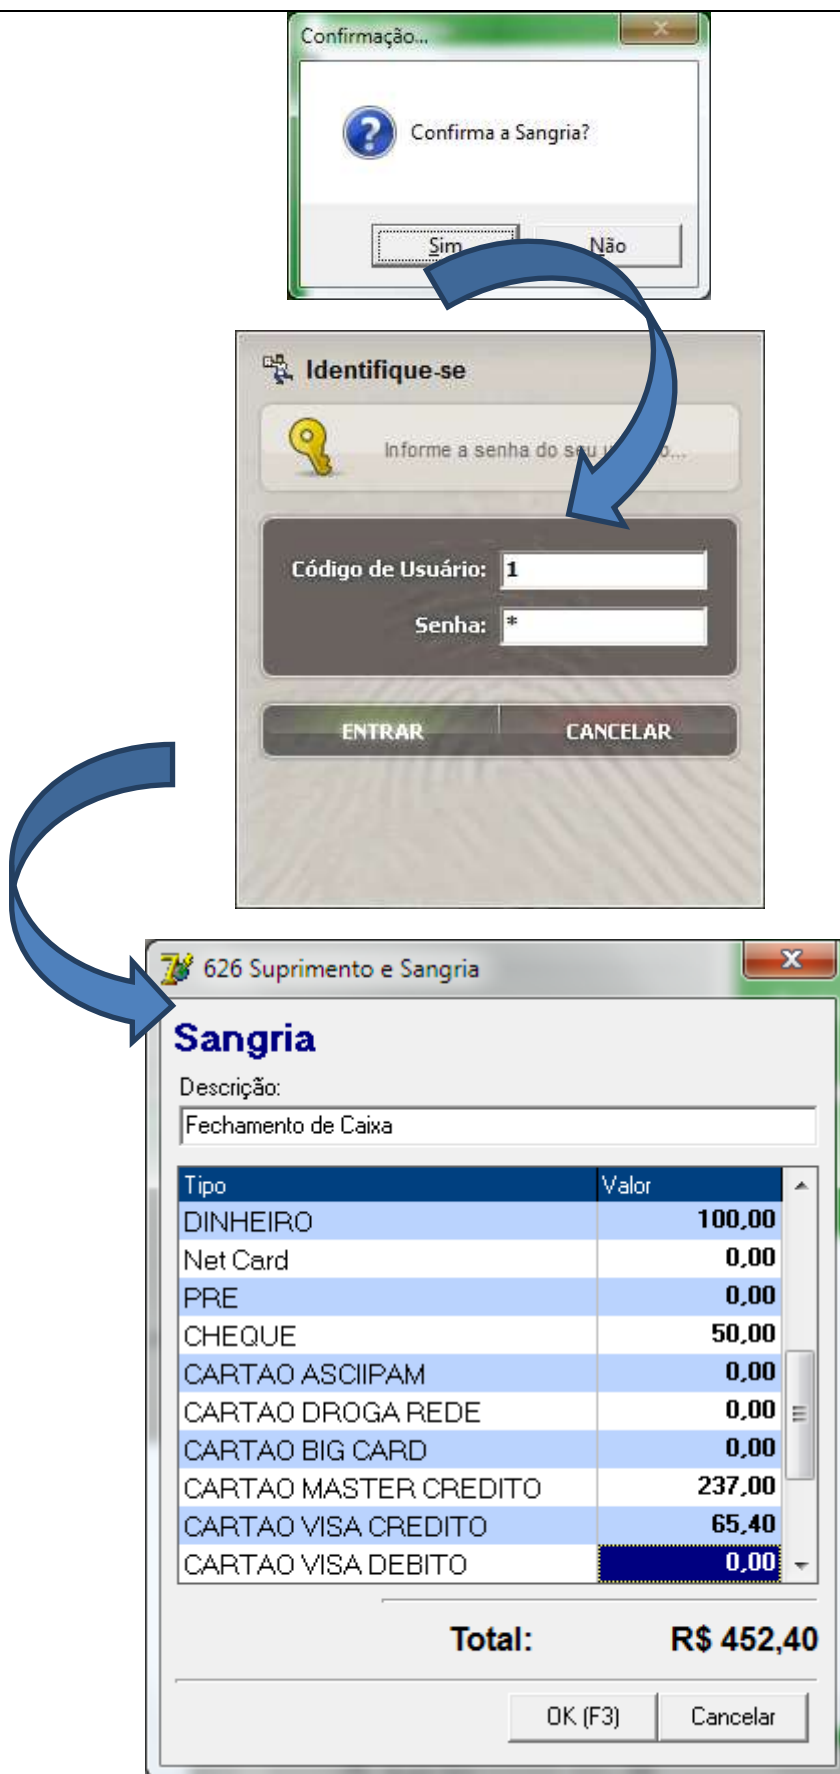 Confirmação...
Confirma a Sangria?
Sim Não
Identifique-se
Informe a senha do seu
Código de Usuário: 1
Senha: *
ENTRAR CANCELAR
626 Suprimento e Sangria
Sangria
Descrição:
Fechamento de Caixa
Tipo Valor
DINHEIRO 100,00
Net Card 0,00
PRE 0,00
CHEQUE 50,00
CARTAO ASCIIPAM 0,00
CARTAO DROGA REDE 0,00
CARTAO BIG CARD 0,00
CARTAO MASTER CREDITO 237,00
CARTAO VISA CREDITO 65,40
CARTAO VISA DEBITO 0,00
Total: R$ 452,40
OK (F3) Cancelar